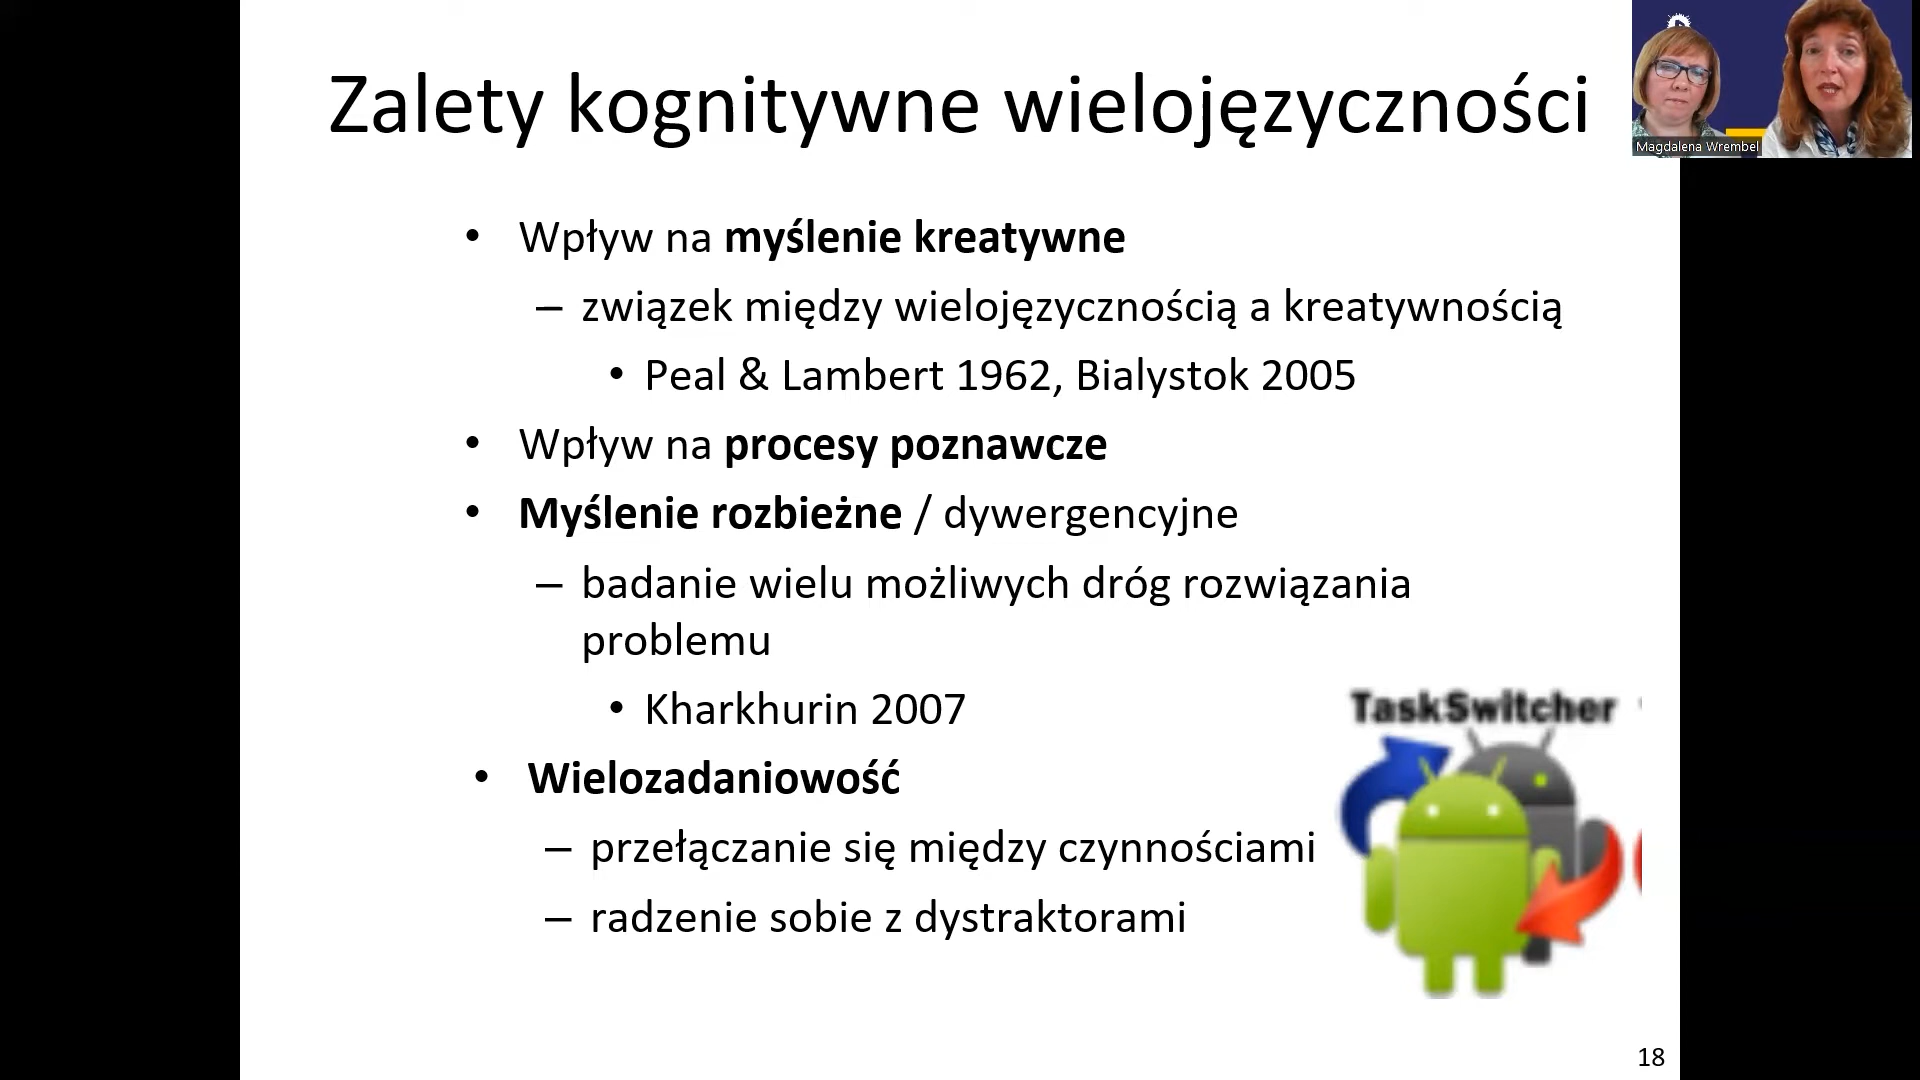 Zalety kognitywne wielojęzyczności
Magdalena Wrembel
• Wpływ na myślenie kreatywne
– związek między wielojęzycznością a kreatywnością
• Peal & Lambert 1962, Bialystok 2005
• Wpływ na procesy poznawcze
• Myślenie rozbieżne / dywergencyjne
– badanie wielu możliwych dróg rozwiązania
problemu
• Kharkhurin 2007
TaskSwitcher
• Wielozadaniowość
– przełączanie się między czynnościami
– radzenie sobie z dystraktorami
18